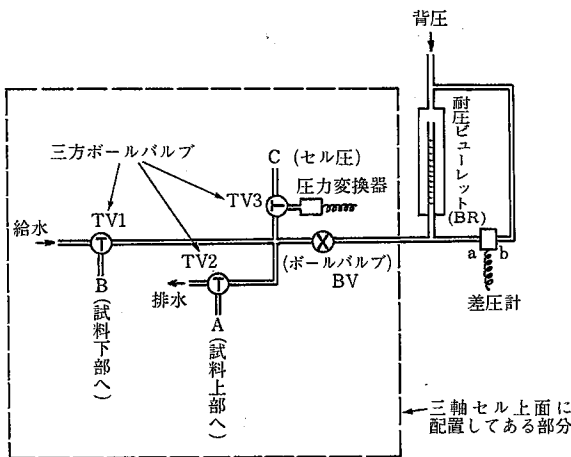 背圧
三方ボールバルブ
C (セル圧)
圧力変換器
耐圧ビューレット
(BR)
TV3
給水
TV1
TV2
T
T
T
(ボールバルブ)
BV
a
b
差圧計
排水
B
(試料下部へ)
A
(試料上部へ)
三軸セル上面に
配置してある部分